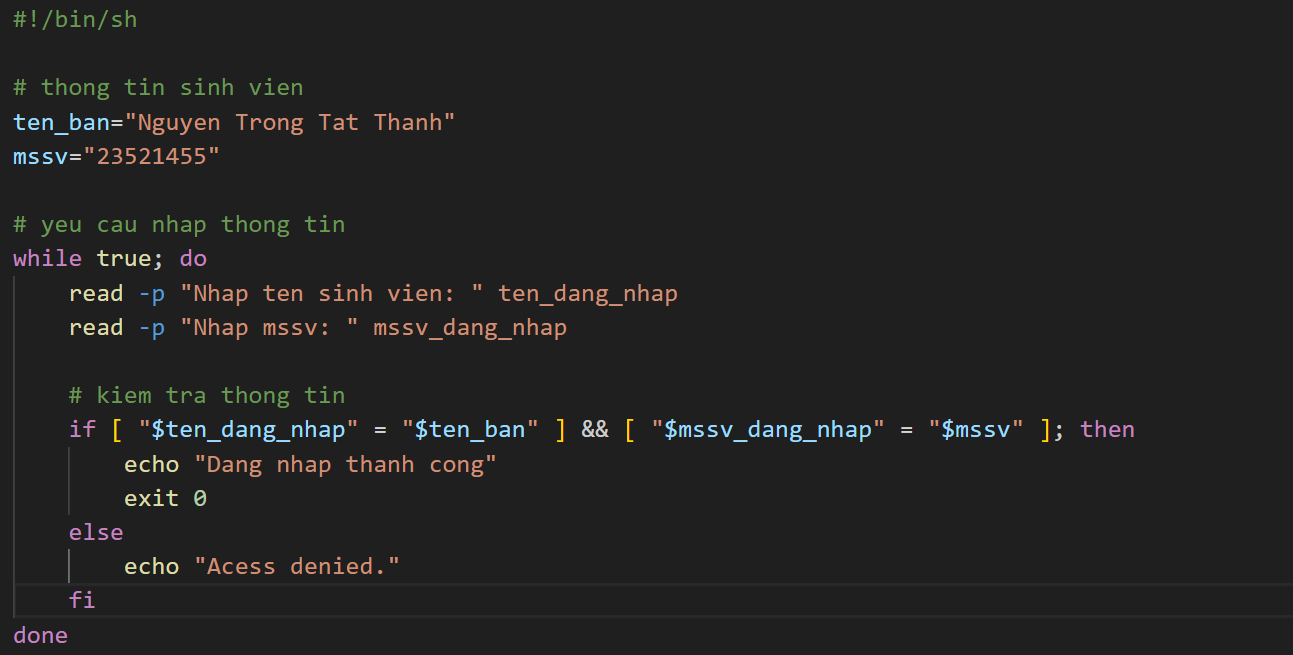 #!/bin/sh

# thong tin sinh vien
ten_ban="Nguyen Trong Tat Thanh"
mssv="23521455"

# yeu cau nhap thong tin
while true; do
    read -p "Nhap ten sinh vien: " ten_dang_nhap
    read -p "Nhap mssv: " mssv_dang_nhap

    # kiem tra thong tin
    if [ "$ten_dang_nhap" = "$ten_ban" ] && [ "$mssv_dang_nhap" = "$mssv" ]; then
        echo "Dang nhap thanh cong"
        exit 0
    else
        echo "Acess denied."
    fi
done